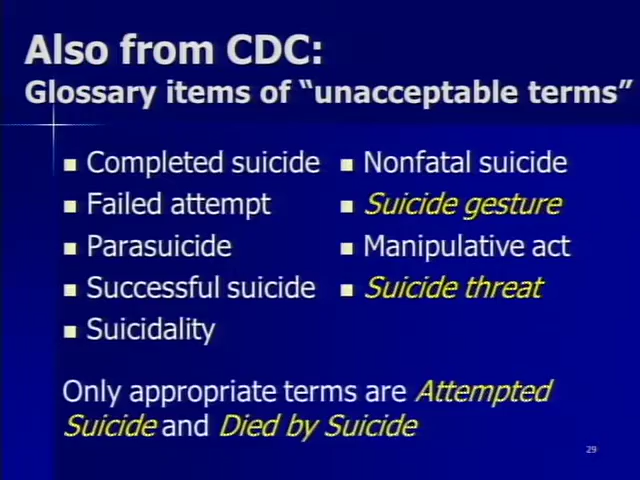 Also from CDC:
Glossary items of “unacceptable terms”
Completed suicide
Failed attempt
Parasuicide
Successful suicide
Suicidality
Nonfatal suicide
Suicide gesture
Manipulative act
Suicide threat
Only appropriate terms are Attempted
Suicide and Died by Suicide
29